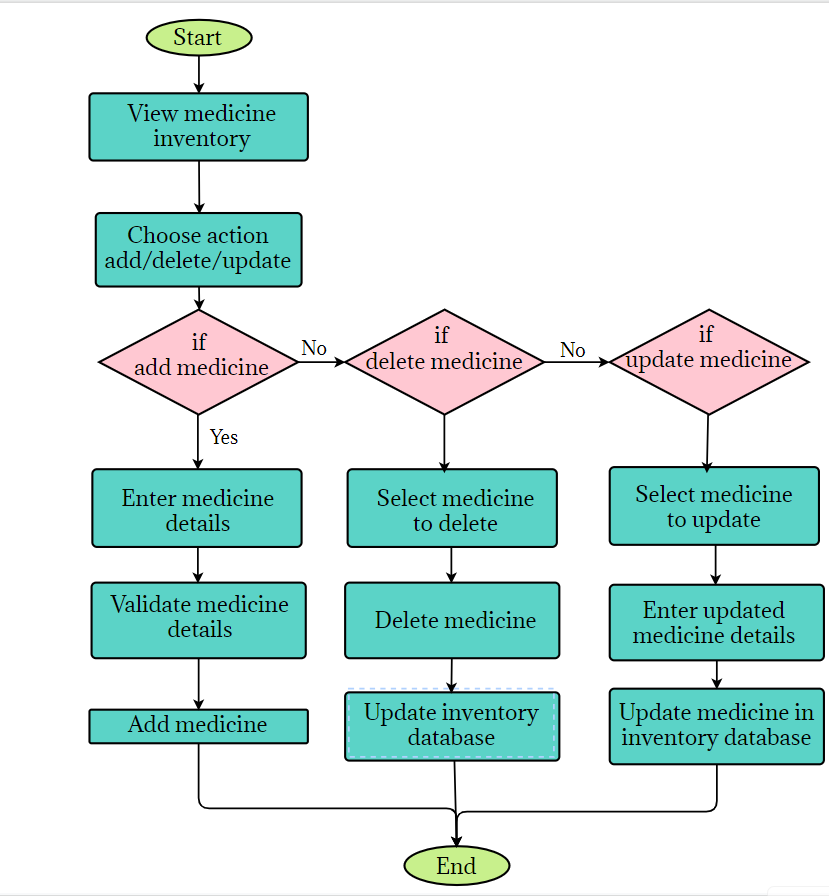 Start
View medicine
inventory
Choose action
add/delete/update
if
add medicine
No
if
delete medicine
No
if
update medicine
Yes
Enter medicine
details
Select medicine
to delete
Select medicine
to update
Validate medicine
details
Delete medicine
Enter updated
medicine details
Add medicine
Update inventory
database
Update medicine in
inventory database
End